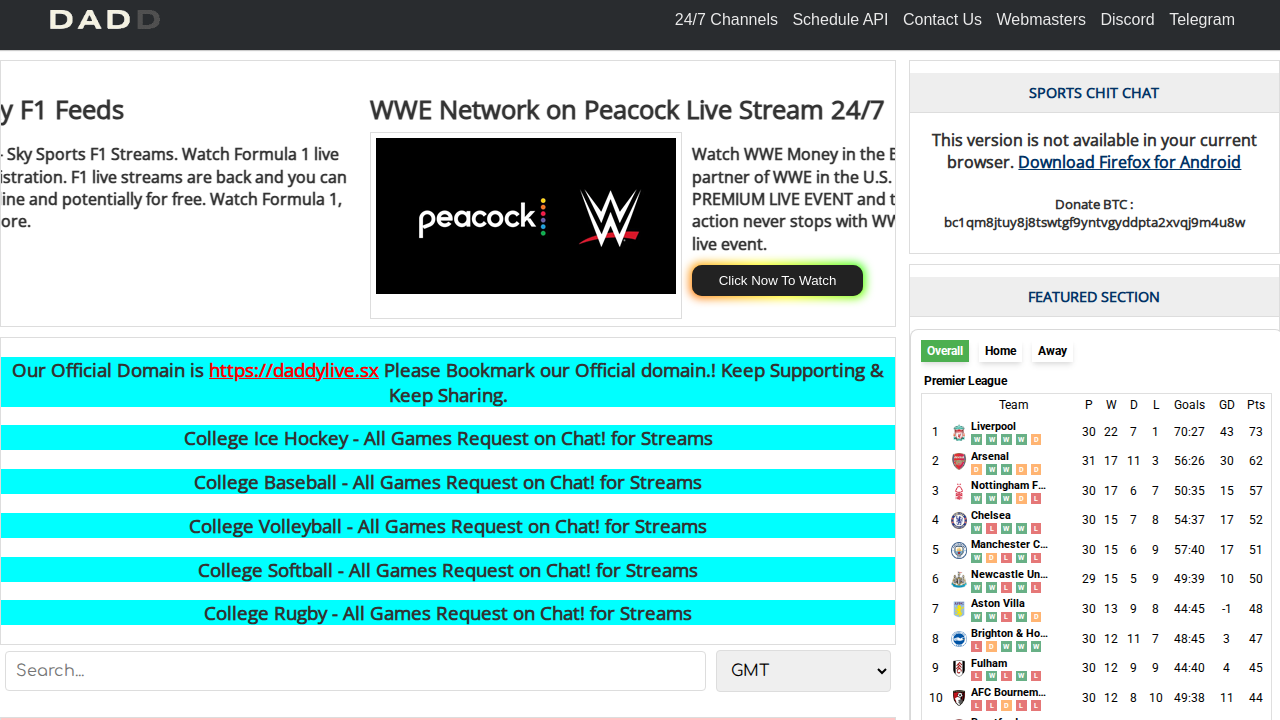 DADD
24/7 Channels Schedule API Contact Us Webmasters Discord Telegram
y F1 Feeds
- Sky Sports F1 Streams. Watch Formula 1 live
istration. F1 live streams are back and you can
ine and potentially for free. Watch Formula 1,
ore.
WWE Network on Peacock Live Stream 24/7
peacock W
Watch WWE Money in the
partner of WWE in the U.S.
PREMIUM LIVE EVENT and
action never stops with
live event.
Click Now To Watch
Our Official Domain is https://daddylive.sx Please Bookmark our Official domain.! Keep Supporting &
Keep Sharing.
College Ice Hockey - All Games Request on Chat! for Streams
College Baseball - All Games Request on Chat! for Streams
College Volleyball - All Games Request on Chat! for Streams
College Softball - All Games Request on Chat! for Streams
College Rugby - All Games Request on Chat! for Streams
Search...
GMT
SPORTS CHIT CHAT
This version is not available in your current
browser. Download Firefox for Android
Donate BTC :
bc1qm8jtuy8j8tswtgf9yntvgyddpta2xvqj9m4u8w
FEATURED SECTION
Overall Home Away
Premier League
Team P W D L Goals GD Pts
1 Liverpool 30 22 7 1 70:27 43 73
W W W W D
2 Arsenal 31 17 11 3 56:26 30 62
D W W D D
3 Nottingham F... 30 17 6 7 50:35 15 57
W W W D L
4 Chelsea 30 15 7 8 54:37 17 52
W L W W L
5 Manchester C... 30 15 6 9 57:40 17 51
W D L W L
6 Newcastle Un... 29 15 5 9 49:39 10 50
W W L W L
7 Aston Villa 30 13 9 8 44:45 -1 48
W W L W D
8 Brighton & Ho... 30 12 11 7 48:45 3 47
L D W W W
9 Fulham 30 12 9 9 44:40 4 45
L W L W L
10 AFC Bournem... 30 12 8 10 49:38 11 44
L L D L L